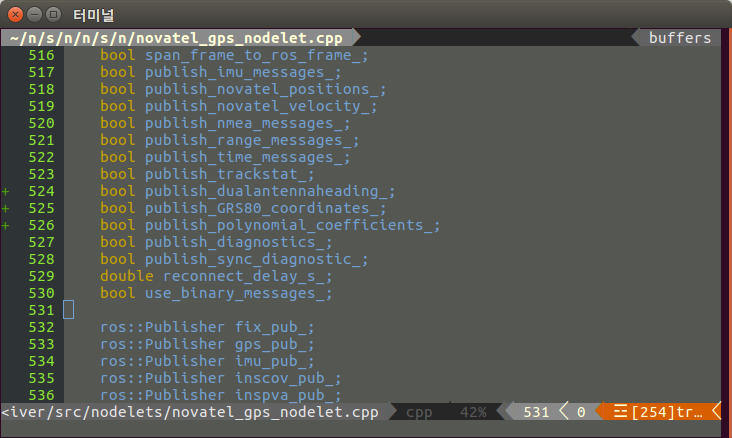 터미널
~/n/s/n/n/s/n/novatel_gps_nodelet.cpp buffers
516 bool span_frame_to_ros_frame_;
517 bool publish_imu_messages_;
518 bool publish_novatel_positions_;
519 bool publish_novatel_velocity_;
520 bool publish_nmea_messages_;
521 bool publish_range_messages_;
522 bool publish_time_messages_;
523 bool publish_trackstat_;
+ 524 bool publish_dualantennaheading_;
+ 525 bool publish_GRS80_coordinates_;
+ 526 bool publish_polynomial_coefficients_;
527 bool publish_diagnostics_;
528 bool publish_sync_diagnostic_;
529 double reconnect_delay_s_;
530 bool use_binary_messages_;
531
532 ros::Publisher fix_pub_;
533 ros::Publisher gps_pub_;
534 ros::Publisher imu_pub_;
535 ros::Publisher inscov_pub_;
536 ros::Publisher inspva_pub_;
<iver/src/nodelets/novatel_gps_nodelet.cpp cpp 42% 531 < 0 ☲[254]tr… <